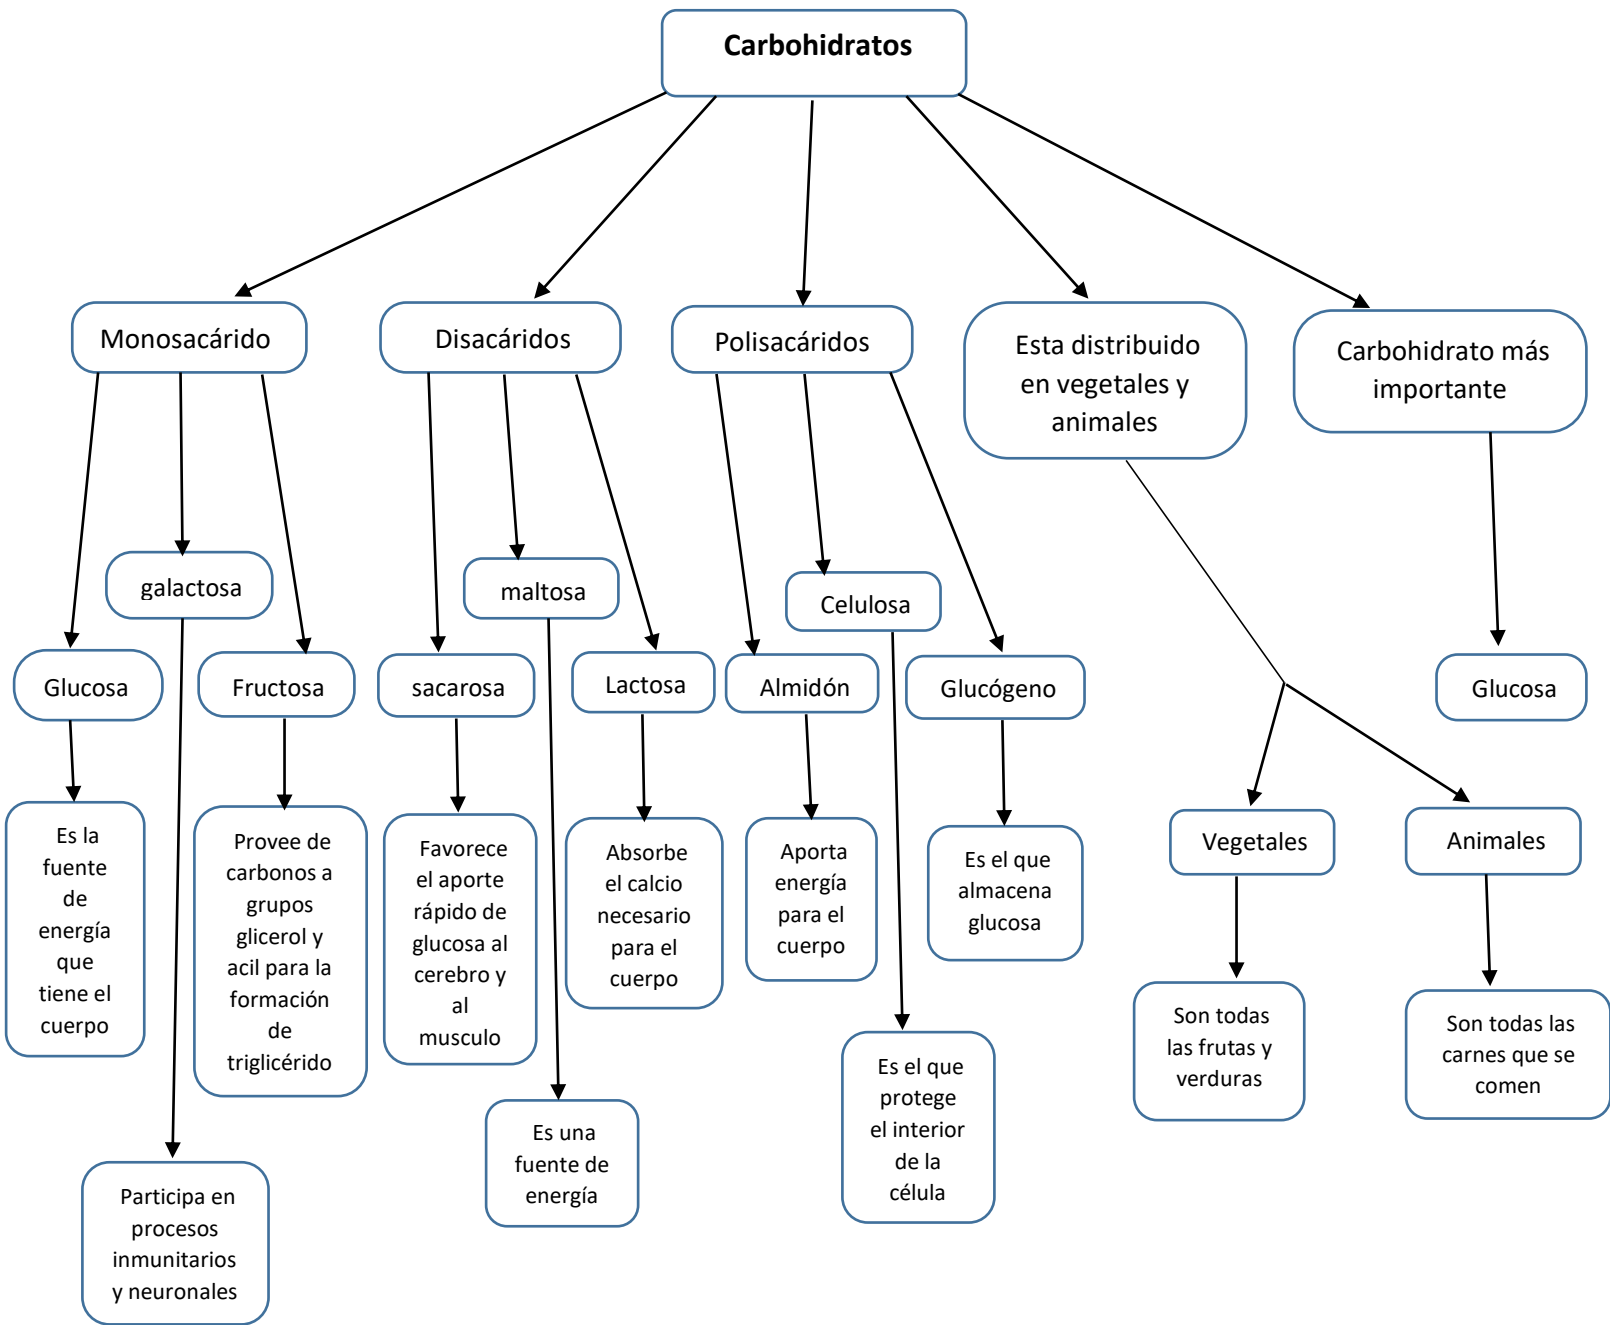 Carbohidratos
Monosacárido
Disacáridos
Polisacáridos
Esta distribuido
en vegetales y
animales
Carbohidrato más
importante
galactosa
maltosa
Celulosa
Glucosa
Fructosa
sacarosa
Lactosa
Almidón
Glucógeno
Glucosa
Es la
fuente
de
energía
que
tiene el
cuerpo
Provee de
carbonos a
grupos
glicerol y
acil para la
formación
de
triglicérido
Favorece
el aporte
rápido de
glucosa al
cerebro y
al
musculo
Absorbe
el calcio
necesario
para el
cuerpo
Aporta
energía
para el
cuerpo
Es el que
almacena
glucosa
Vegetales
Animales
Son todas
las frutas y
verduras
Son todas las
carnes que se
comen
Es el que
protege
el interior
de la
célula
Es una
fuente de
energía
Participa en
procesos
inmunitarios
y neuronales